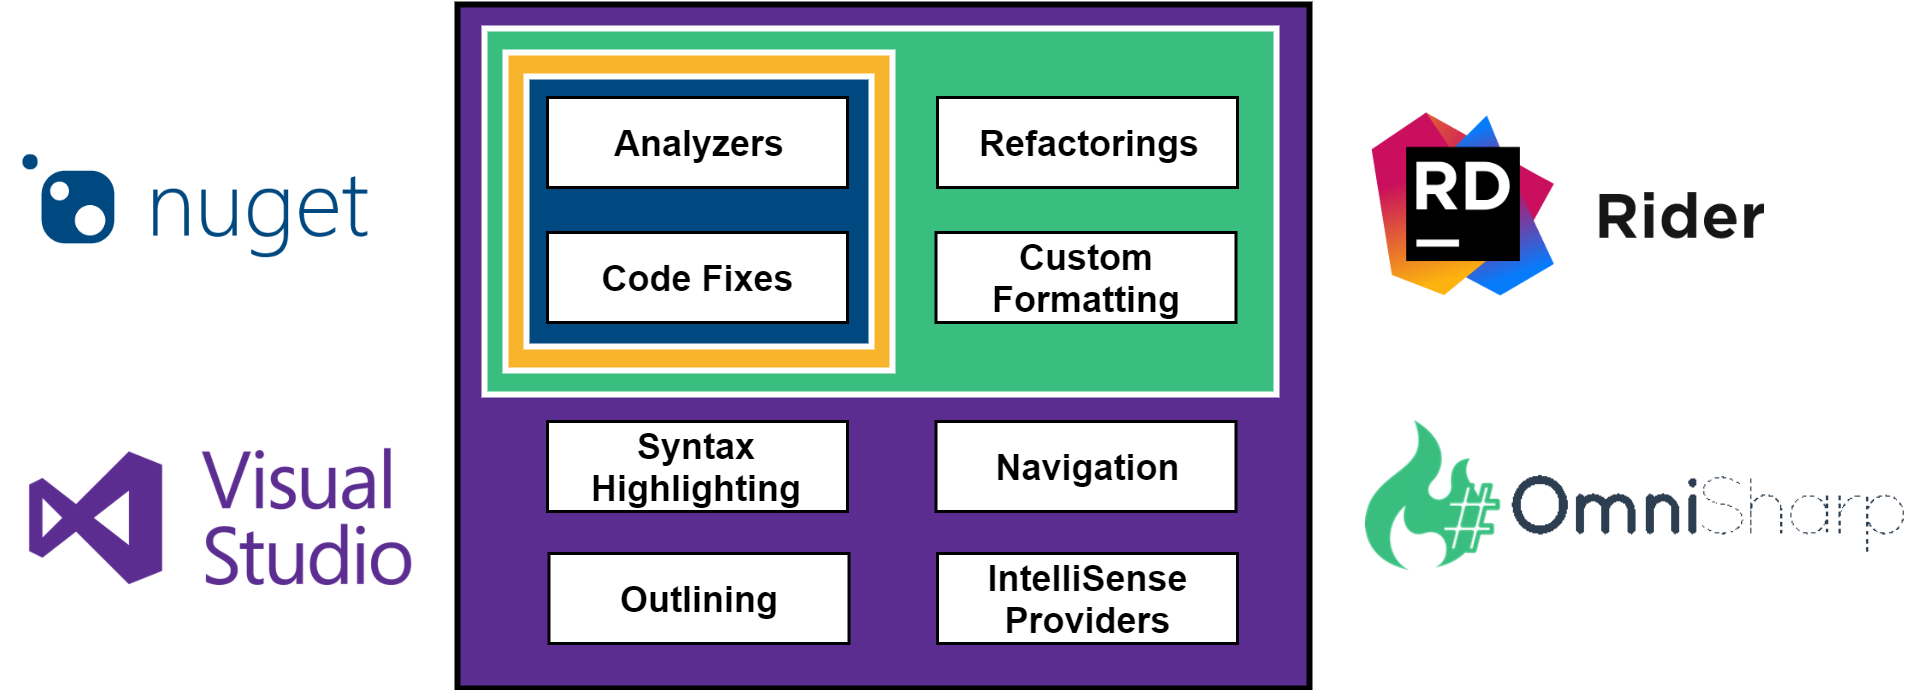 nuget
Visual
Studio
Analyzers
Refactorings
Code Fixes
Custom
Formatting
Syntax
Highlighting
Navigation
Outlining
IntelliSense
Providers
RD
Rider
#OmniSharp